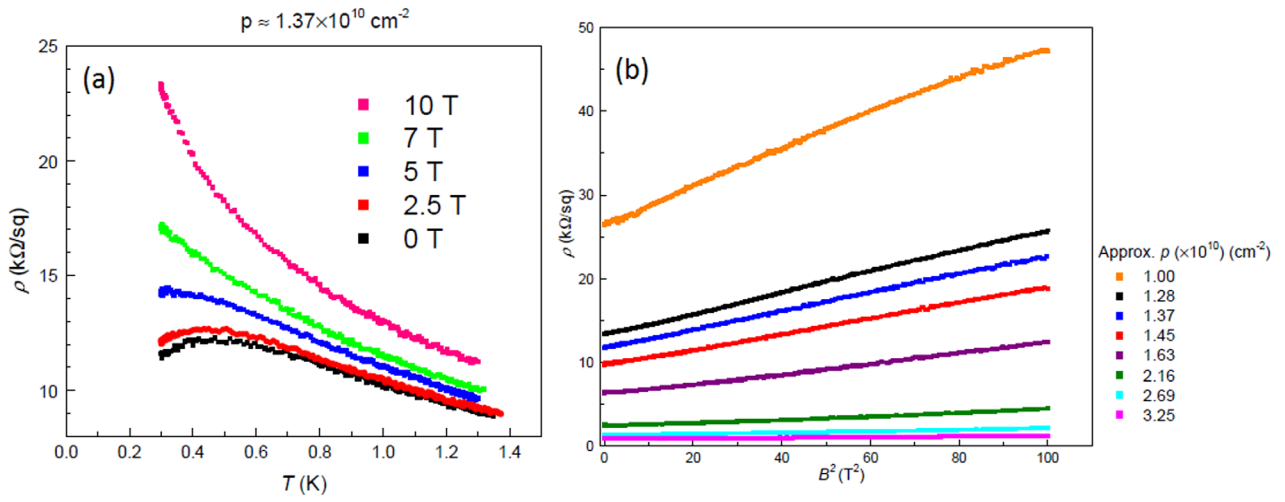 p ≈ 1.37×10¹⁰ cm⁻²
(a)
10 T
7 T
5 T
2.5 T
0 T
25
20
15
10
ρ (kΩ/sq)
0.0 0.2 0.4 0.6 0.8 1.0 1.2 1.4
T (K)
(b)
50
40
30
20
10
0
ρ (kΩ/sq)
0 20 40 60 80 100
B² (T²)
Approx. p (×10¹⁰) (cm⁻²)
1.00
1.28
1.37
1.45
1.63
2.16
2.69
3.25